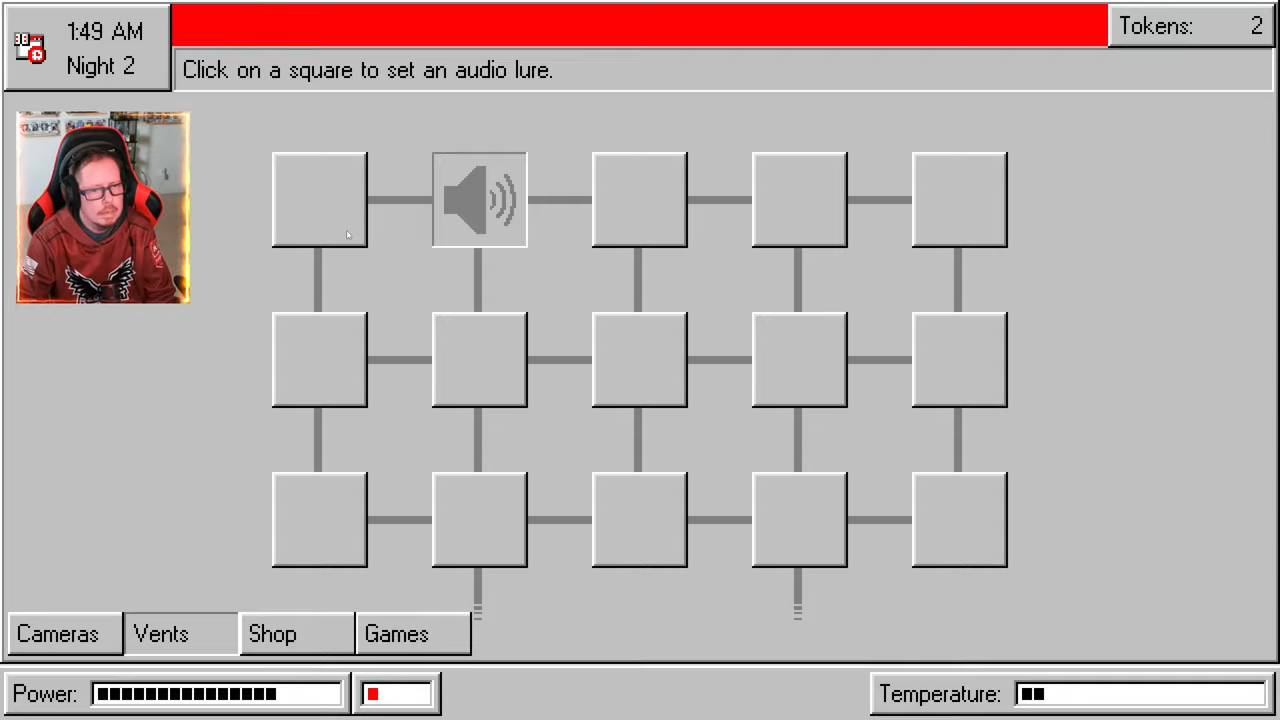 1:49 AM
Night 2
Tokens: 2
Click on a square to set an audio lure.
Cameras
Vents
Shop
Games
Power:
Temperature: